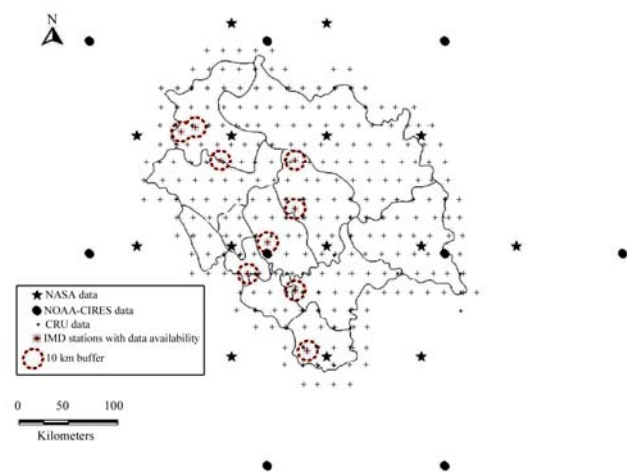 N
NASA data
NOAA-CIRES data
CRU data
IMD stations with data availability
10 km buffer
0 50 100
Kilometers